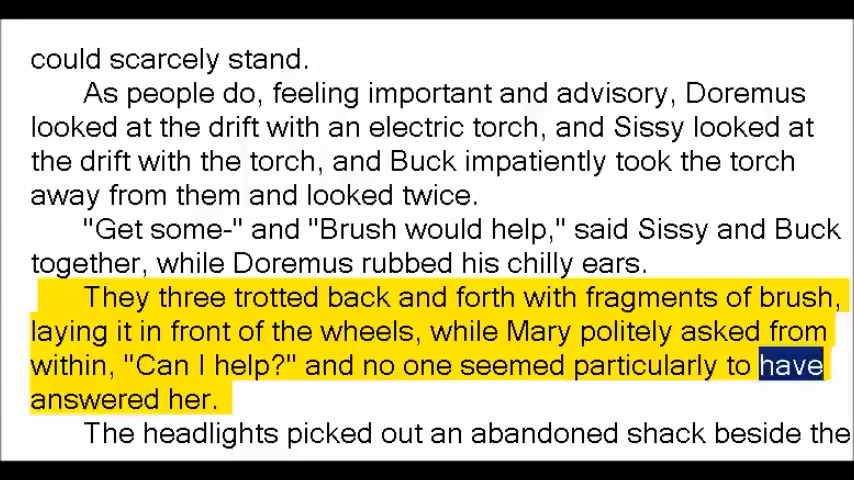 could scarcely stand.
As people do, feeling important and advisory, Doremus
looked at the drift with an electric torch, and Sissy looked at
the drift with the torch, and Buck impatiently took the torch
away from them and looked twice.
"Get some-" and "Brush would help," said Sissy and Buck
together, while Doremus rubbed his chilly ears.
They three trotted back and forth with fragments of brush,
laying it in front of the wheels, while Mary politely asked from
within, "Can I help?" and no one seemed particularly to have
answered her.
The headlights picked out an abandoned shack beside the